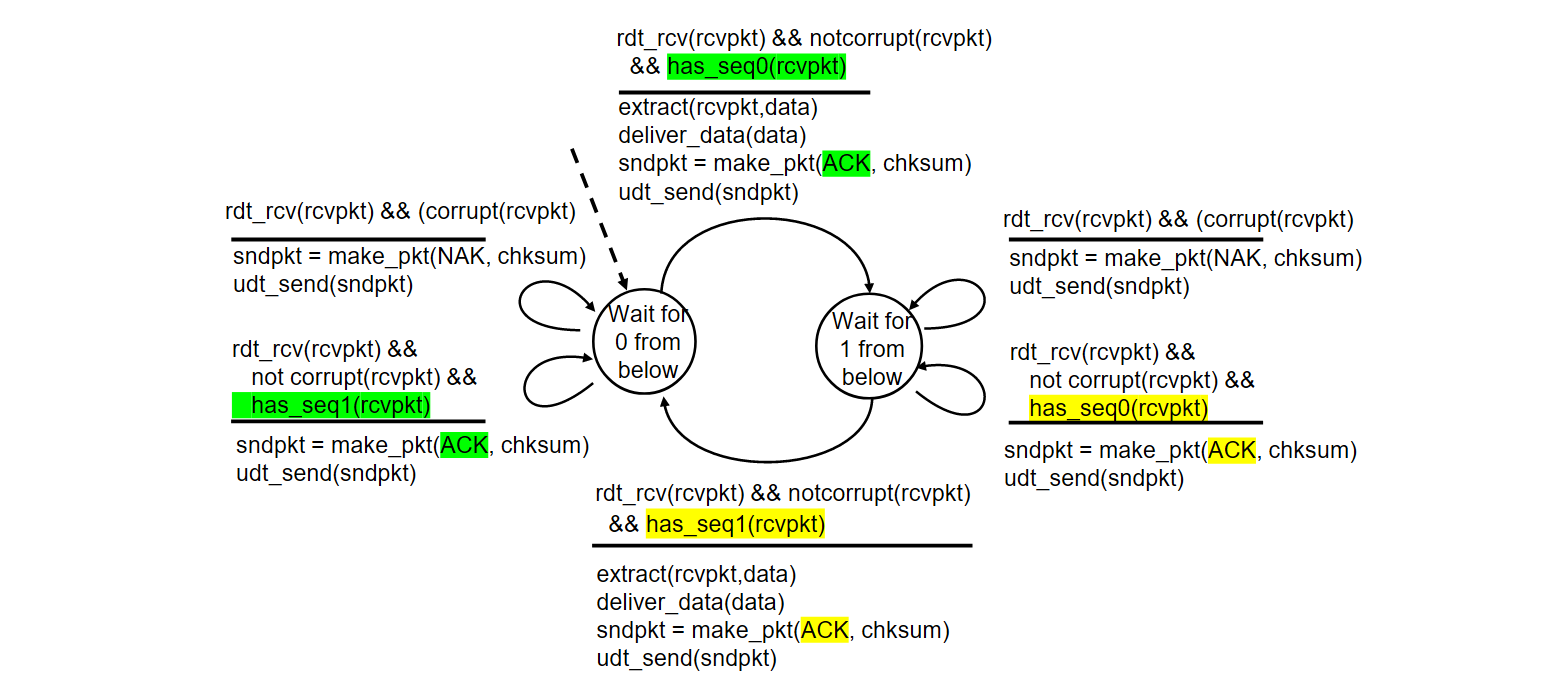 rdt_rcv(rcvpkt) && notcorrupt(rcvpkt)
&& has_seq0(rcvpkt)
extract(rcvpkt,data)
deliver_data(data)
sndpkt = make_pkt(ACK, chksum)
udt_send(sndpkt)
rdt_rcv(rcvpkt) && (corrupt(rcvpkt)
sndpkt = make_pkt(NAK, chksum)
udt_send(sndpkt)
rdt_rcv(rcvpkt) &&
not corrupt(rcvpkt) &&
has_seq1(rcvpkt)
sndpkt = make_pkt(ACK, chksum)
udt_send(sndpkt)
Wait for
0 from
below
Wait for
1 from
below
rdt_rcv(rcvpkt) && (corrupt(rcvpkt)
sndpkt = make_pkt(NAK, chksum)
udt_send(sndpkt)
rdt_rcv(rcvpkt) &&
not corrupt(rcvpkt) &&
has_seq0(rcvpkt)
sndpkt = make_pkt(ACK, chksum)
udt_send(sndpkt)
rdt_rcv(rcvpkt) && notcorrupt(rcvpkt)
&& has_seq1(rcvpkt)
extract(rcvpkt,data)
deliver_data(data)
sndpkt = make_pkt(ACK, chksum)
udt_send(sndpkt)